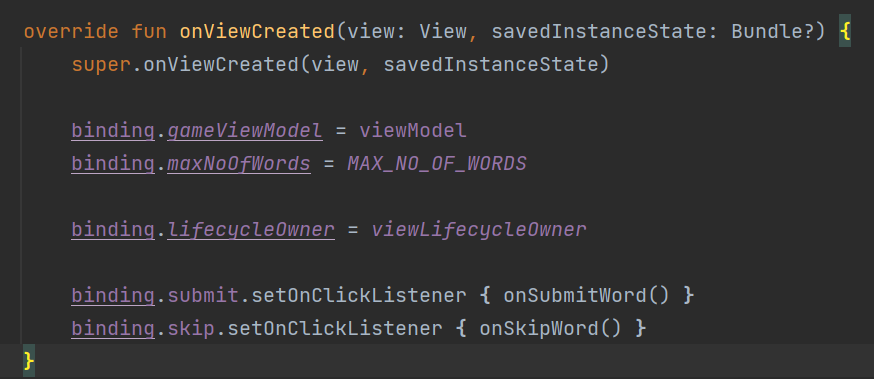 override fun onViewCreated(view: View, savedInstanceState: Bundle?) {
    super.onViewCreated(view, savedInstanceState)

    binding.gameViewModel = viewModel
    binding.maxNoOfWords = MAX_NO_OF_WORDS

    binding.lifecycleOwner = viewLifecycleOwner

    binding.submit.setOnClickListener { onSubmitWord() }
    binding.skip.setOnClickListener { onSkipWord() }
}